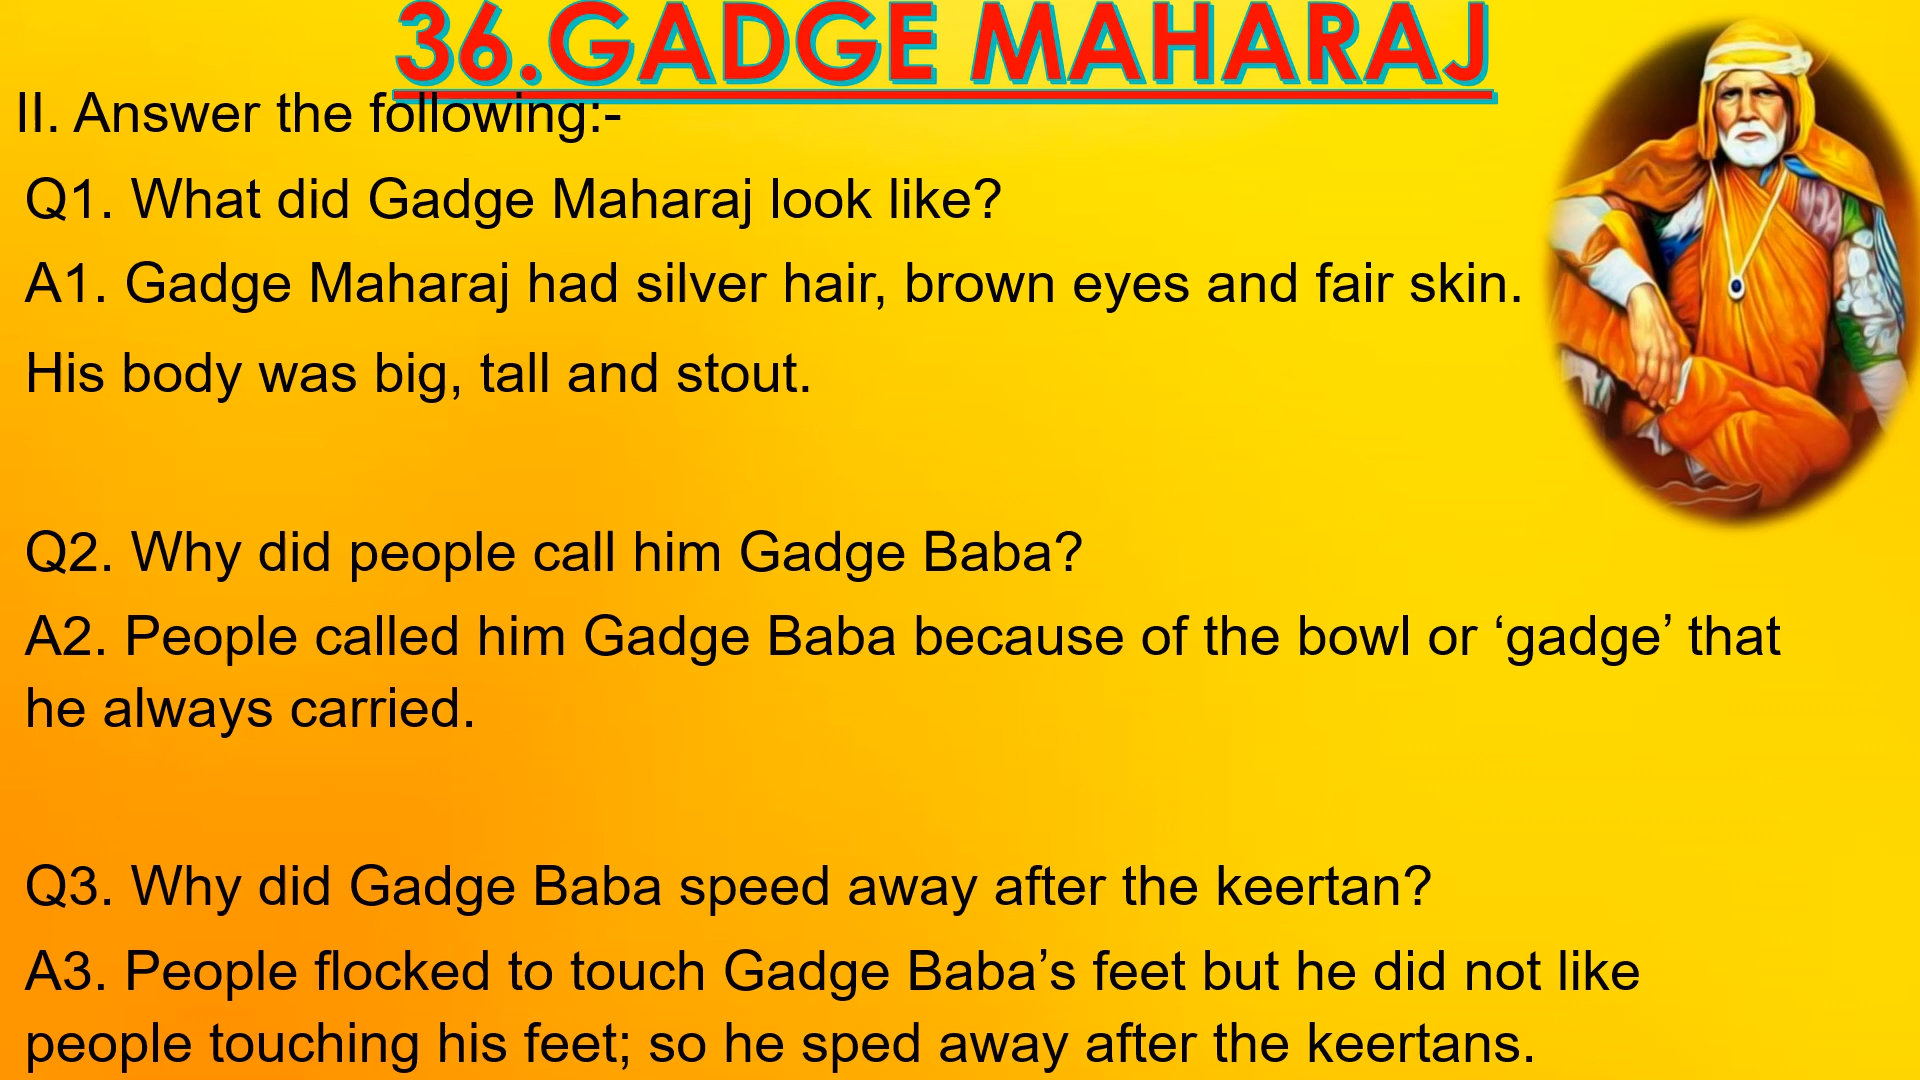 36.GADGE MAHARAJ
II. Answer the following:-
Q1. What did Gadge Maharaj look like?
A1. Gadge Maharaj had silver hair, brown eyes and fair skin.
His body was big, tall and stout.
Q2. Why did people call him Gadge Baba?
A2. People called him Gadge Baba because of the bowl or ‘gadge’ that
he always carried.
Q3. Why did Gadge Baba speed away after the keertan?
A3. People flocked to touch Gadge Baba’s feet but he did not like
people touching his feet; so he sped away after the keertans.